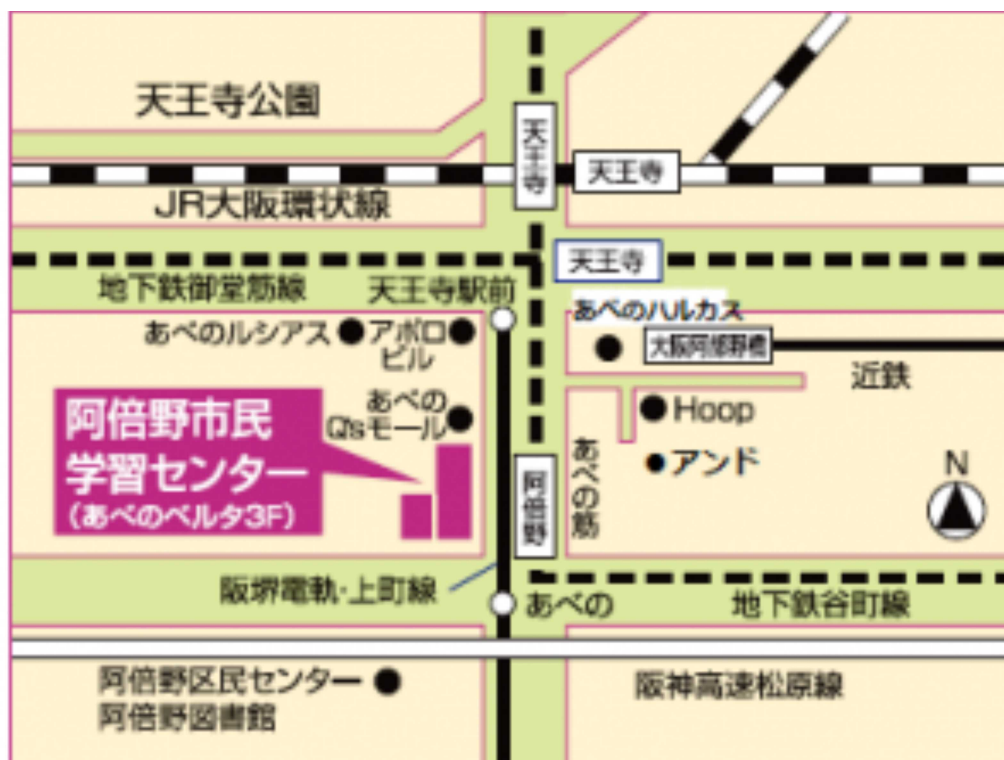 天王寺公園
天王寺
天王寺
JR大阪環状線
天王寺
地下鉄御堂筋線
天王寺駅前
あべのハルカス
あべのルシアス
アポロ
ビル
大阪阿部野橋
近鉄
あべの
Q'sモール
Hoop
阿倍野市民
学習センター
(あべのベルタ3F)
アンド
あべの筋
阿倍野
N
阪堺電軌・上町線
あべの
地下鉄谷町線
阿倍野区民センター
阿倍野図書館
阪神高速松原線